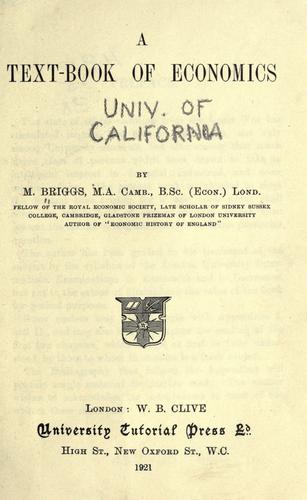 A
TEXT-BOOK OF ECONOMICS
UNIV. OF
CALIFORNIA
BY
M. BRIGGS, M.A. CAMB., B.SC. (ECON.) LOND.
FELLOW OF THE ROYAL ECONOMIC SOCIETY, LATE SCHOLAR OF SIDNEY SUSSEX
COLLEGE, CAMBRIDGE, GLADSTONE PRIZEMAN OF LONDON UNIVERSITY
AUTHOR OF "ECONOMIC HISTORY OF ENGLAND"
LONDON: W. B. CLIVE
University Tutorial Press Ld.
HIGH ST., NEW OXFORD ST., W.C.
1921